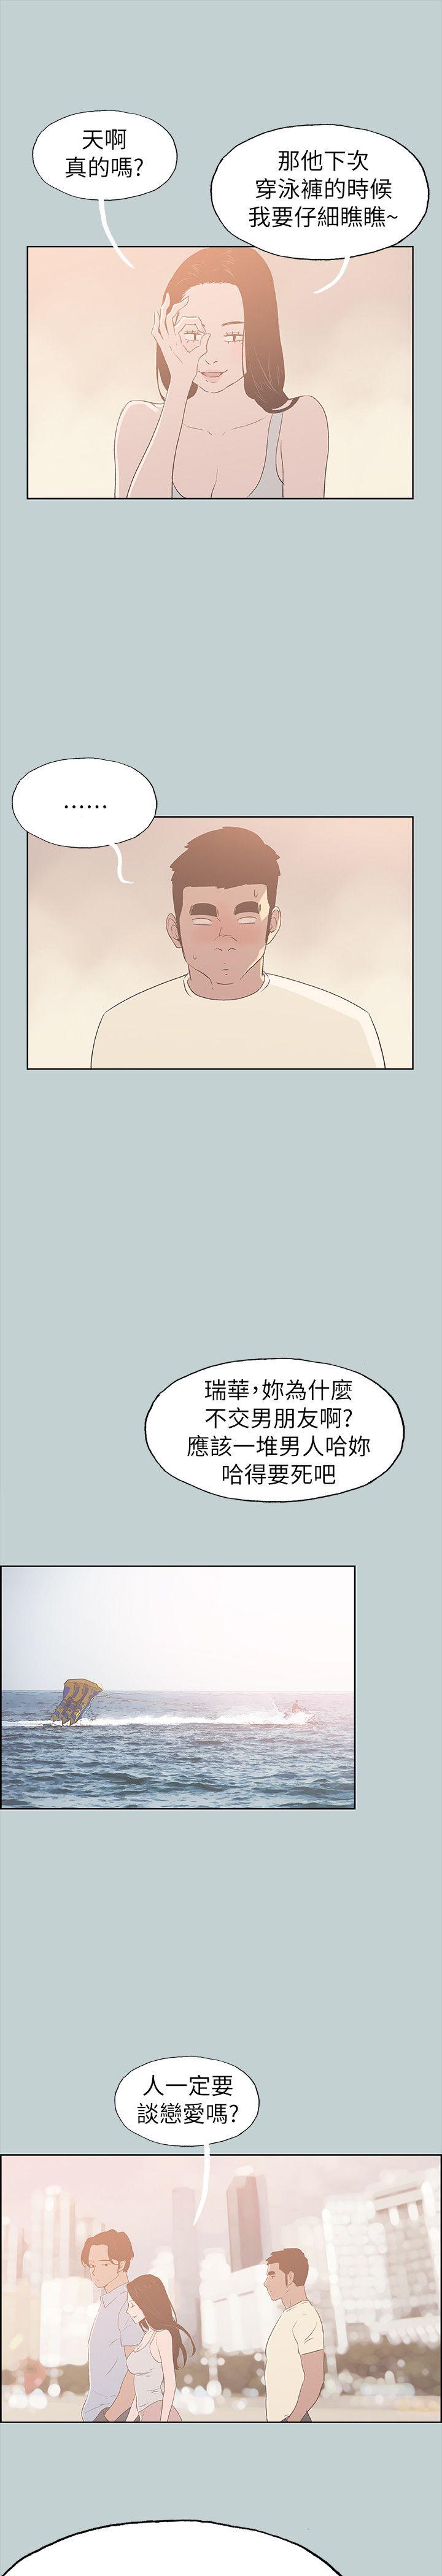 天啊
真的嗎?
那他下次
穿泳褲的時候
我要仔細瞧瞧~
……
瑞華,妳為什麼
不交男朋友啊?
應該一堆男人哈妳
哈得要死吧
人一定要
談戀愛嗎?